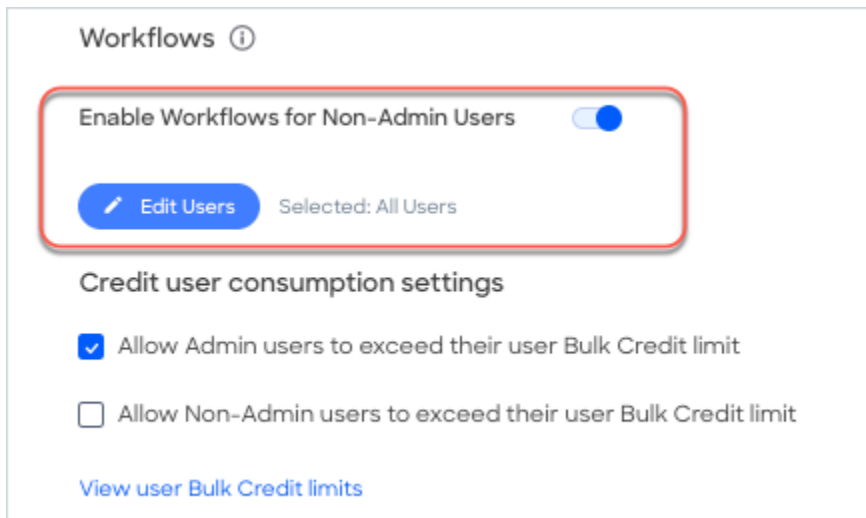 Workflows
Enable Workflows for Non-Admin Users
Edit Users
Selected: All Users
Credit user consumption settings
Allow Admin users to exceed their user Bulk Credit limit
Allow Non-Admin users to exceed their user Bulk Credit limit
View user Bulk Credit limits